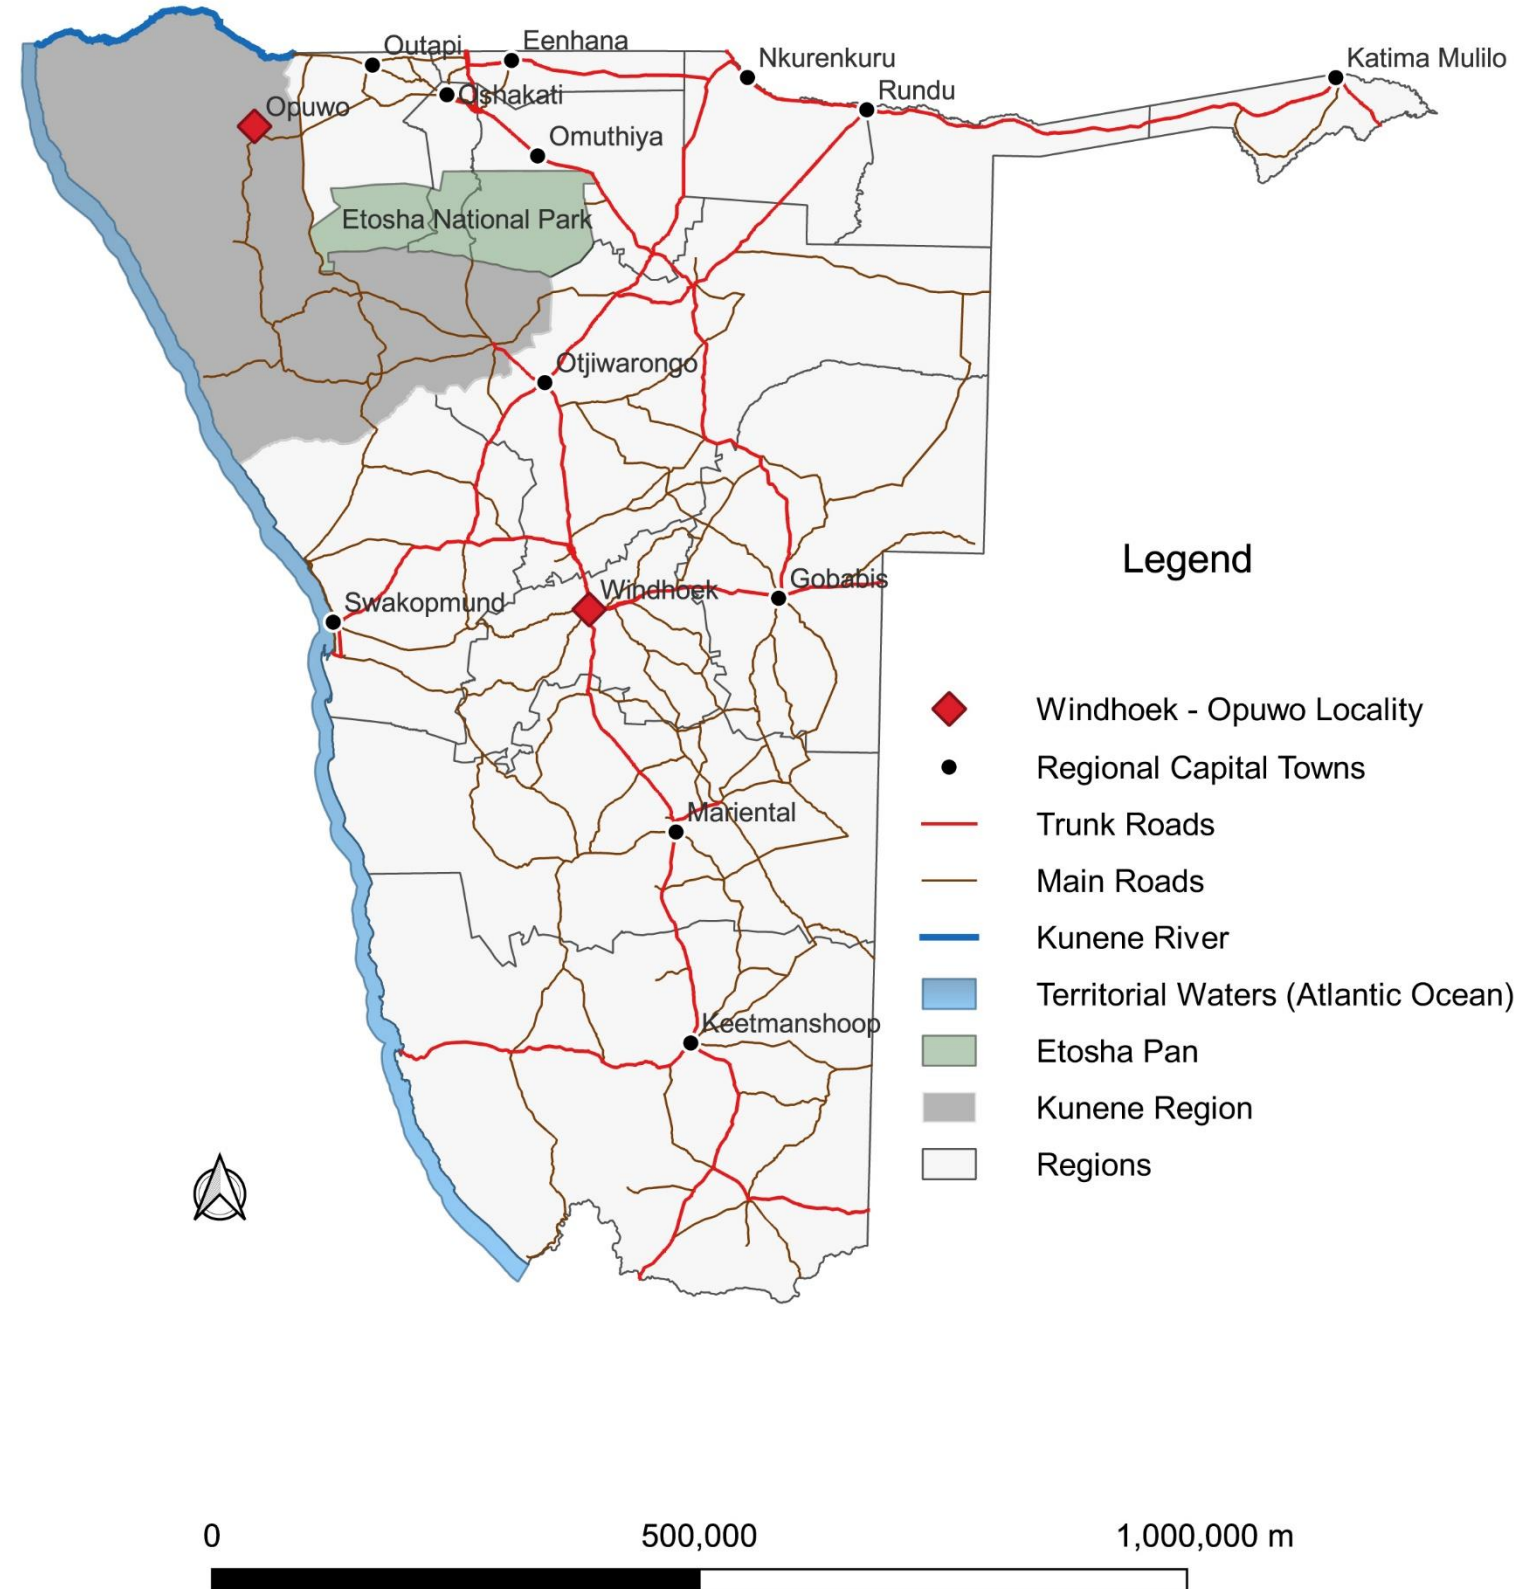 Outapi
Eenhana
Nkurenkuru
Katima Mulilo
Opuwo
Oshakati
Rundu
Omuthiya
Etosha National Park
Otjiwarongo
Swakopmund
Windhoek
Gobabis
Mariental
Keetmanshoop
Legend
Windhoek - Opuwo Locality
Regional Capital Towns
Trunk Roads
Main Roads
Kunene River
Territorial Waters (Atlantic Ocean)
Etosha Pan
Kunene Region
Regions
0 500,000 1,000,000 m